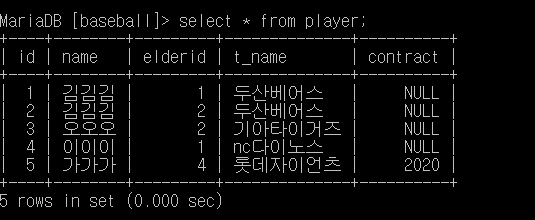 MariaDB [baseball]> select * from player;
+----+--------+---------+--------------+----------+
| id | name | elderid | t_name | contract |
+----+--------+---------+--------------+----------+
| 1 | 김김김 | 1 | 두산베어스 | NULL |
| 2 | 김김김 | 2 | 두산베어스 | NULL |
| 3 | 오오오 | 2 | 기아타이거즈 | NULL |
| 4 | 이이이 | 1 | nc다이노스 | NULL |
| 5 | 가가가 | 4 | 롯데자이언츠 | 2020 |
+----+--------+---------+--------------+----------+
5 rows in set (0.000 sec)